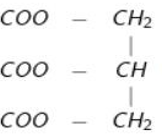 COO – CH₂
|
COO – CH
|
COO – CH₂